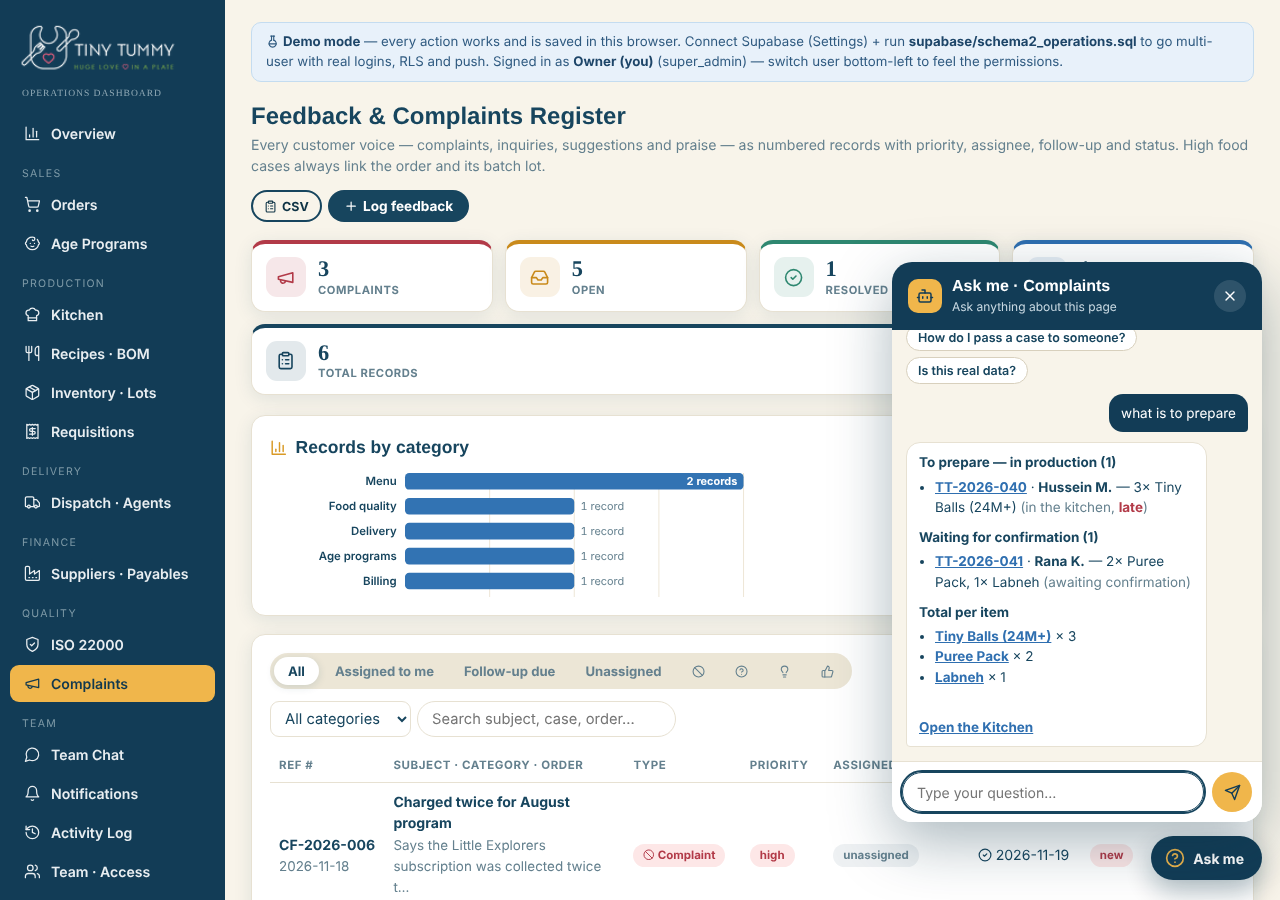 TINY TUMMY
HUGE LOVE IN A PLATE
OPERATIONS DASHBOARD
Overview
SALES
Orders
Age Programs
PRODUCTION
Kitchen
Recipes · BOM
Inventory · Lots
Requisitions
DELIVERY
Dispatch · Agents
FINANCE
Suppliers · Payables
QUALITY
ISO 22000
Complaints
TEAM
Team Chat
Notifications
Activity Log
Team · Access
Demo mode — every action works and is saved in this browser. Connect Supabase (Settings) + run supabase/schema2_operations.sql to go multi-
user with real logins, RLS and push. Signed in as Owner (you) (super_admin) — switch user bottom-left to feel the permissions.
Feedback & Complaints Register
Every customer voice — complaints, inquiries, suggestions and praise — as numbered records with priority, assignee, follow-up and status. High food
cases always link the order and its batch lot.
CSV
+ Log feedback
3
COMPLAINTS
5
OPEN
1
RESOLVED
6
TOTAL RECORDS
Records by category
Menu
2 records
Food quality
1 record
Delivery
1 record
Age programs
1 record
Billing
1 record
All
Assigned to me
Follow-up due
Unassigned
All categories
Search subject, case, order...
REF #
SUBJECT · CATEGORY · ORDER
TYPE
PRIORITY
CF-2026-006
2026-11-18
Charged twice for August
program
Says the Little Explorers
subscription was collected twice
t...
Complaint
high
unassigned
2026-11-19
new
Ask me · Complaints
Ask anything about this page
How do I pass a case to someone?
Is this real data?
what is to prepare
To prepare — in production (1)
• TT-2026-040 · Hussein M. — 3× Tiny
Balls (24M+) (in the kitchen, late)
Waiting for confirmation (1)
• TT-2026-041 · Rana K. — 2× Puree
Pack, 1× Labneh (awaiting confirmation)
Total per item
• Tiny Balls (24M+) × 3
• Puree Pack × 2
• Labneh × 1
Open the Kitchen
Type your question...
Ask me